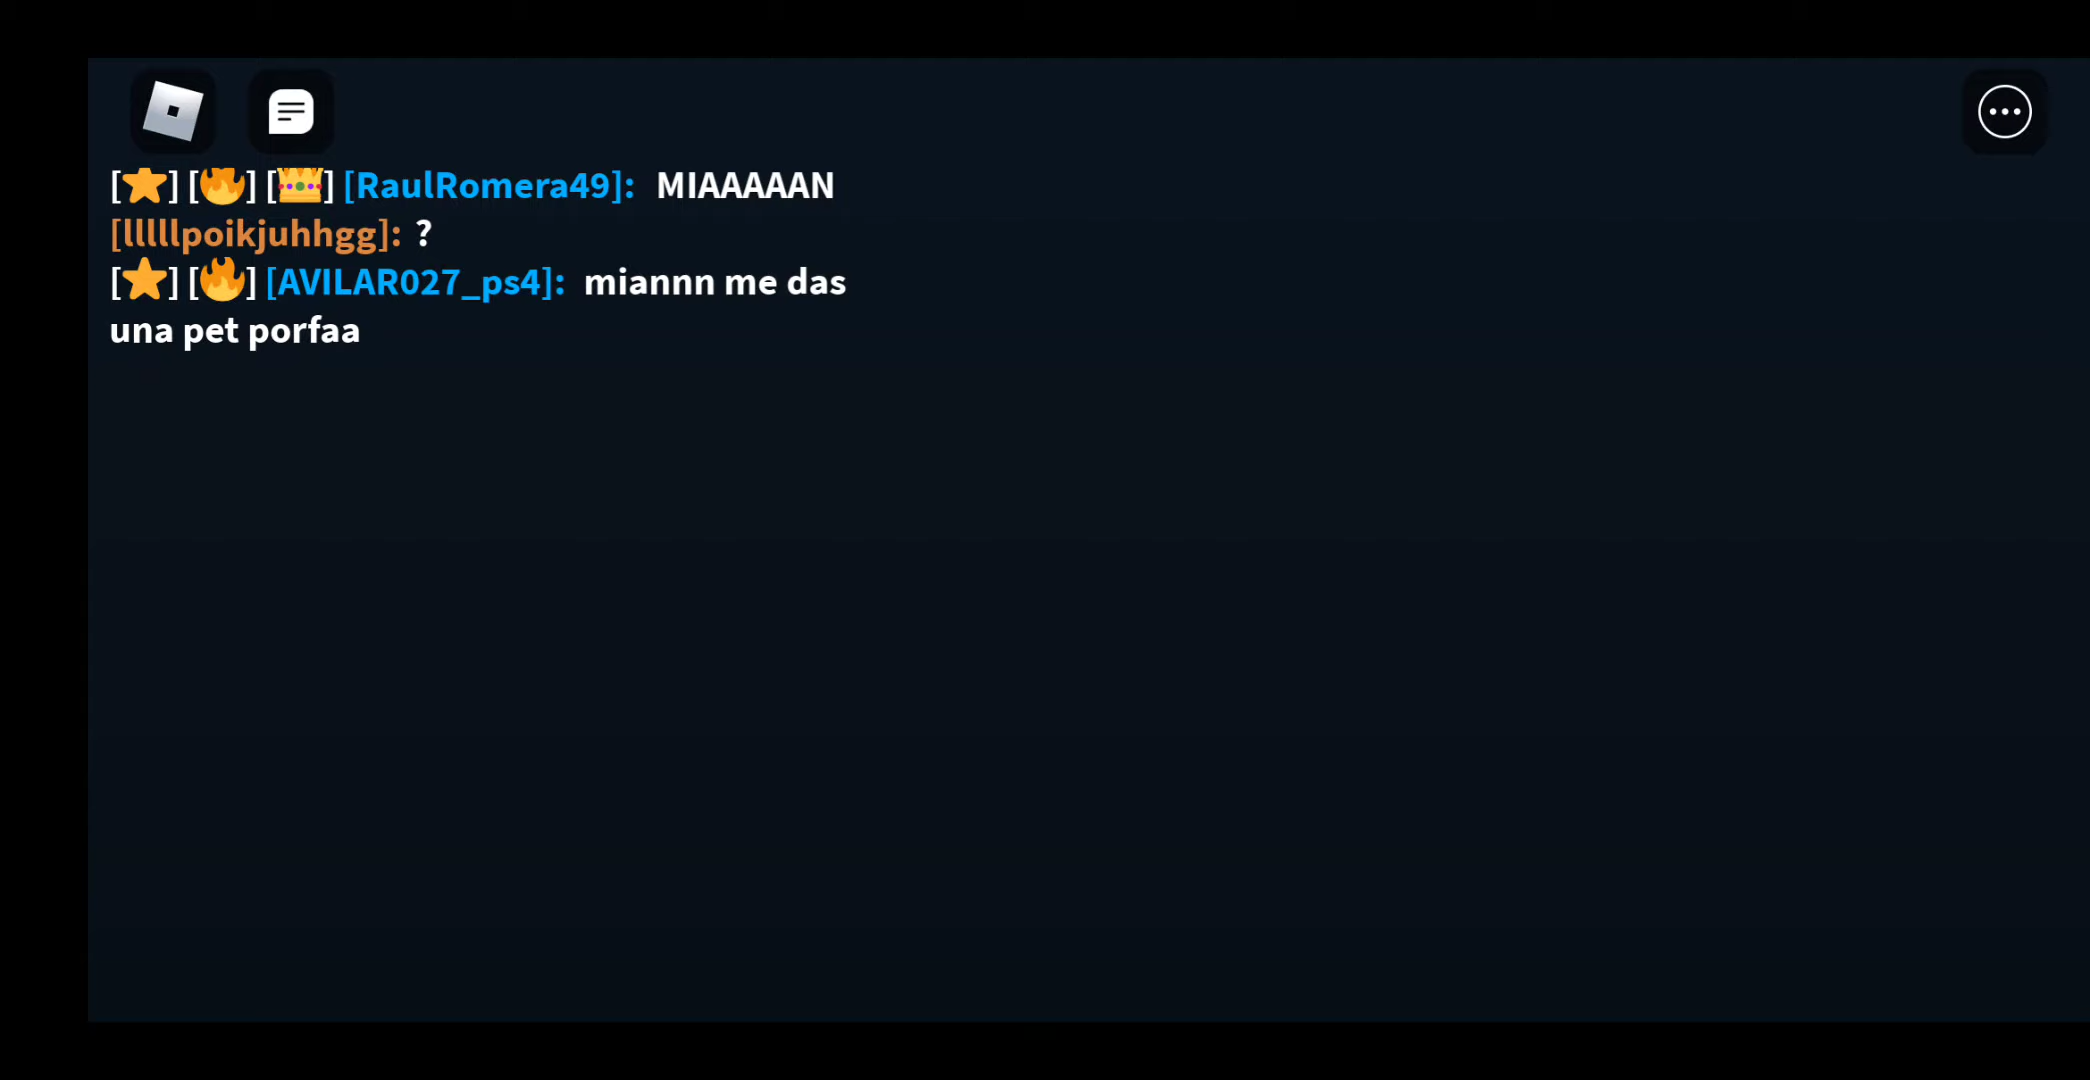 [⭐] [🔥] [👑] [RaulRomera49]: MIAAAAAN
[lllllpoikjuhhgg]: ?
[⭐] [🔥] [AVILAR027_ps4]: miannn me das
una pet porfaa